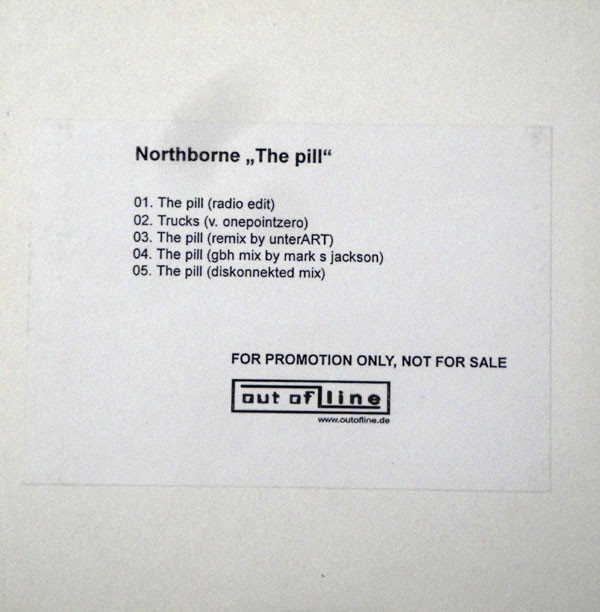 Northborne „The pill“
01. The pill (radio edit)
02. Trucks (v. onepointzero)
03. The pill (remix by unterART)
04. The pill (gbh mix by mark s jackson)
05. The pill (diskonnekted mix)
FOR PROMOTION ONLY, NOT FOR SALE
out of line
www.outofline.de